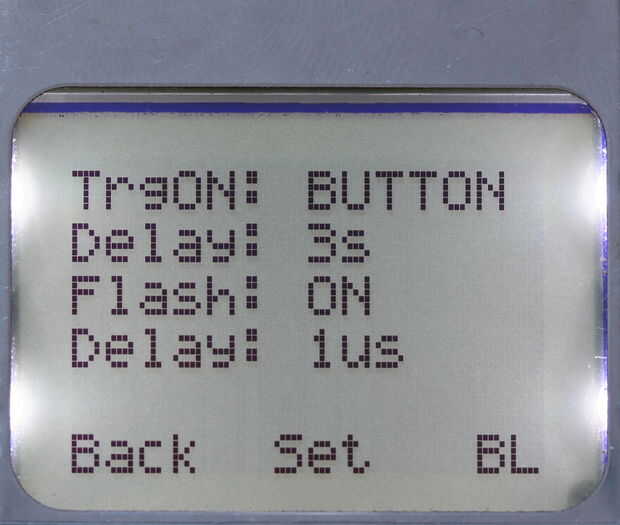 TrgON: BUTTON
Delay: 3s
Flash: ON
Delay: 1us
Back Set BL